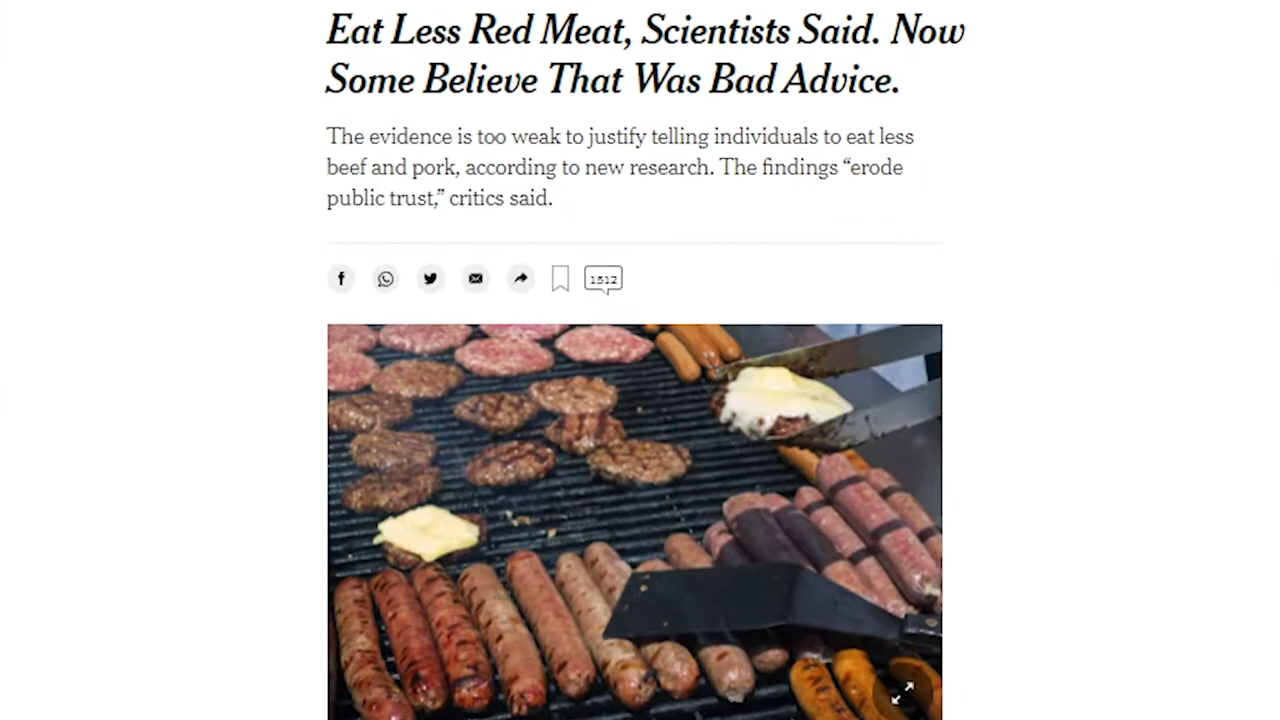 Eat Less Red Meat, Scientists Said. Now
Some Believe That Was Bad Advice.
The evidence is too weak to justify telling individuals to eat less
beef and pork, according to new research. The findings “erode
public trust,” critics said.
1512